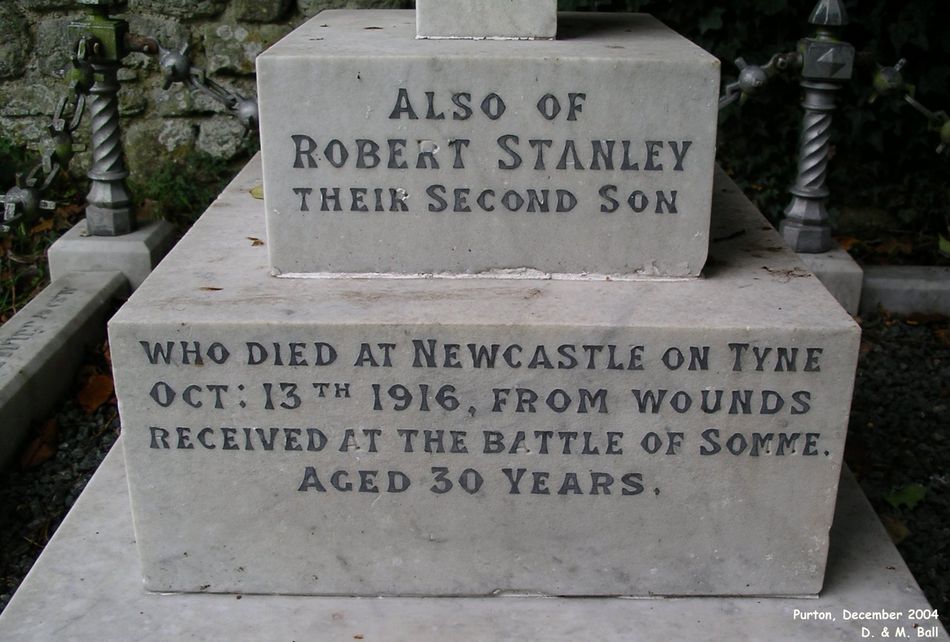 ALSO OF
ROBERT STANLEY
THEIR SECOND SON
WHO DIED AT NEWCASTLE ON TYNE
OCT: 13TH 1916, FROM WOUNDS
RECEIVED AT THE BATTLE OF SOMME.
AGED 30 YEARS.
Purton, December 2004
D. & M. Ball